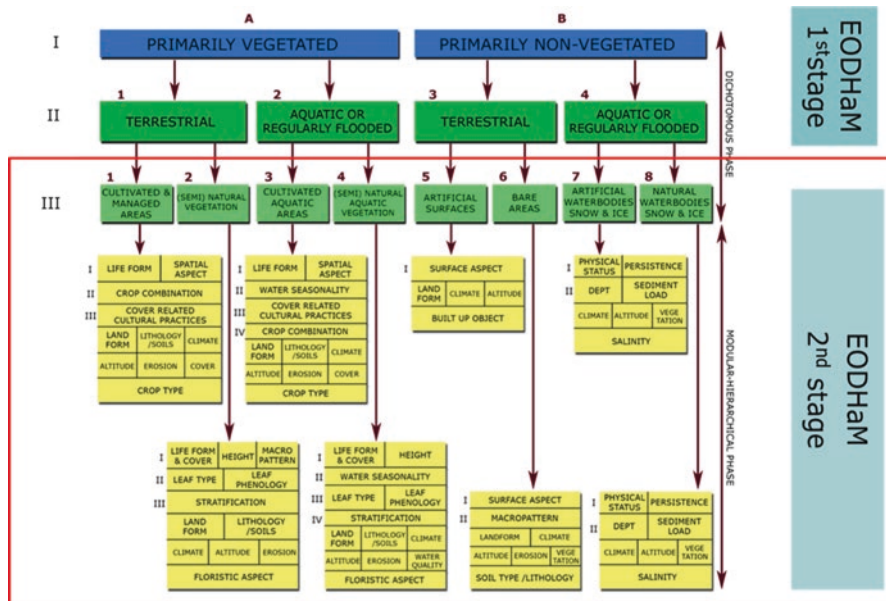 A
B
I
PRIMARILY VEGETATED
PRIMARILY NON-VEGETATED
EODHaM
1st stage
DICHOTOMOUS PHASE
II
1
2
3
4
TERRESTRIAL
AQUATIC OR
REGULARLY FLOODED
TERRESTRIAL
AQUATIC OR
REGULARLY FLOODED
III
1
2
3
4
5
6
7
8
CULTIVATED &
MANAGED
AREAS
(SEMI) NATURAL
VEGETATION
CULTIVATED
AQUATIC
AREAS
(SEMI) NATURAL
AQUATIC
VEGETATION
ARTIFICIAL
SURFACES
BARE
AREAS
ARTIFICIAL
WATERBODIES
SNOW & ICE
NATURAL
WATERBODIES
SNOW & ICE
EODHaM
2nd stage
MODULAR-HIERARCHICAL PHASE
I
LIFE FORM
SPATIAL
ASPECT
II
CROP COMBINATION
III
COVER RELATED
CULTURAL PRACTICES
LAND
FORM
LITHOLOGY
/SOILS
CLIMATE
ALTITUDE
EROSION
COVER
CROP TYPE
I
LIFE FORM
SPATIAL
ASPECT
II
WATER SEASONALITY
III
COVER RELATED
CULTURAL PRACTICES
IV
CROP COMBINATION
LAND
FORM
LITHOLOGY
/SOILS
CLIMATE
ALTITUDE
EROSION
COVER
CROP TYPE
I
SURFACE ASPECT
LAND
FORM
CLIMATE
ALTITUDE
BUILT UP OBJECT
I
PHYSICAL
STATUS
PERSISTENCE
II
DEPT
SEDIMENT
LOAD
CLIMATE
ALTITUDE
VEGE
TATION
SALINITY
I
LIFE FORM
& COVER
HEIGHT
MACRO
PATTERN
II
LEAF TYPE
LEAF
PHENOLOGY
III
STRATIFICATION
LAND
FORM
LITHOLOGY
/SOILS
CLIMATE
ALTITUDE
EROSION
FLORISTIC ASPECT
I
LIFE FORM
& COVER
HEIGHT
II
WATER SEASONALITY
III
LEAF TYPE
LEAF
PHENOLOGY
IV
STRATIFICATION
LAND
FORM
LITHOLOGY
/SOILS
CLIMATE
ALTITUDE
EROSION
WATER
QUALITY
FLORISTIC ASPECT
I
SURFACE ASPECT
II
MACROPATTERN
LANDFORM
CLIMATE
ALTITUDE
EROSION
VEGE
TATION
SOIL TYPE /LITHOLOGY
I
PHYSICAL
STATUS
PERSISTENCE
II
DEPT
SEDIMENT
LOAD
CLIMATE
ALTITUDE
VEGE
TATION
SALINITY